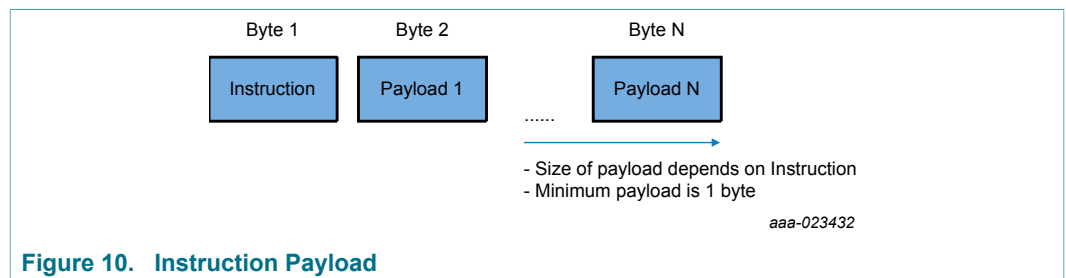 Byte 1 Byte 2 Byte N
Instruction Payload 1 Payload N
......
- Size of payload depends on Instruction
- Minimum payload is 1 byte
aaa-023432
Figure 10. Instruction Payload